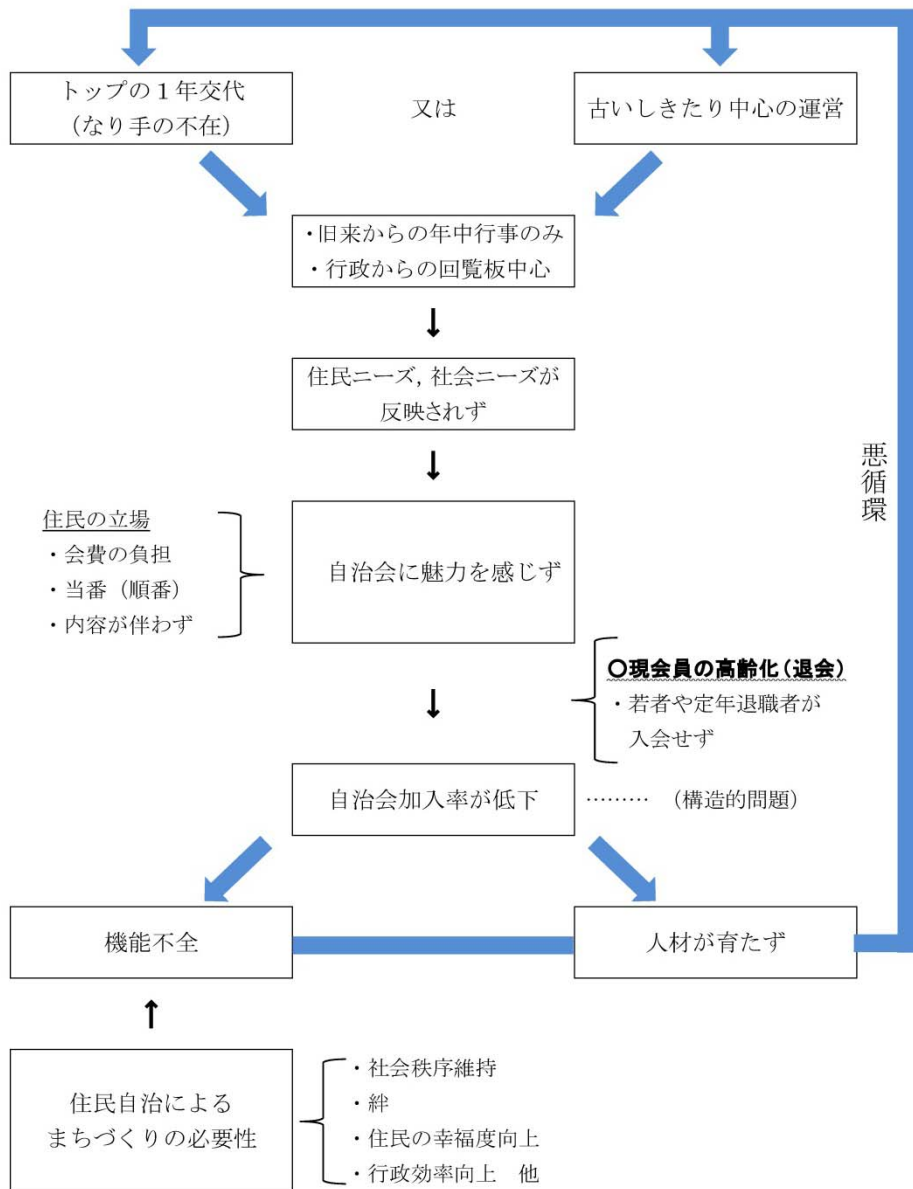 トップの１年交代
（なり手の不在）
又は
古いしきたり中心の運営
・旧来からの年中行事のみ
・行政からの回覧板中心
↓
住民ニーズ, 社会ニーズが
反映されず
↓
悪循環
住民の立場
・会費の負担
・当番（順番）
・内容が伴わず
自治会に魅力を感じず
○現会員の高齢化（退会）
・若者や定年退職者が
入会せず
↓
自治会加入率が低下
………（構造的問題）
機能不全
人材が育たず
↑
住民自治による
まちづくりの必要性
・社会秩序維持
・絆
・住民の幸福度向上
・行政効率向上　他